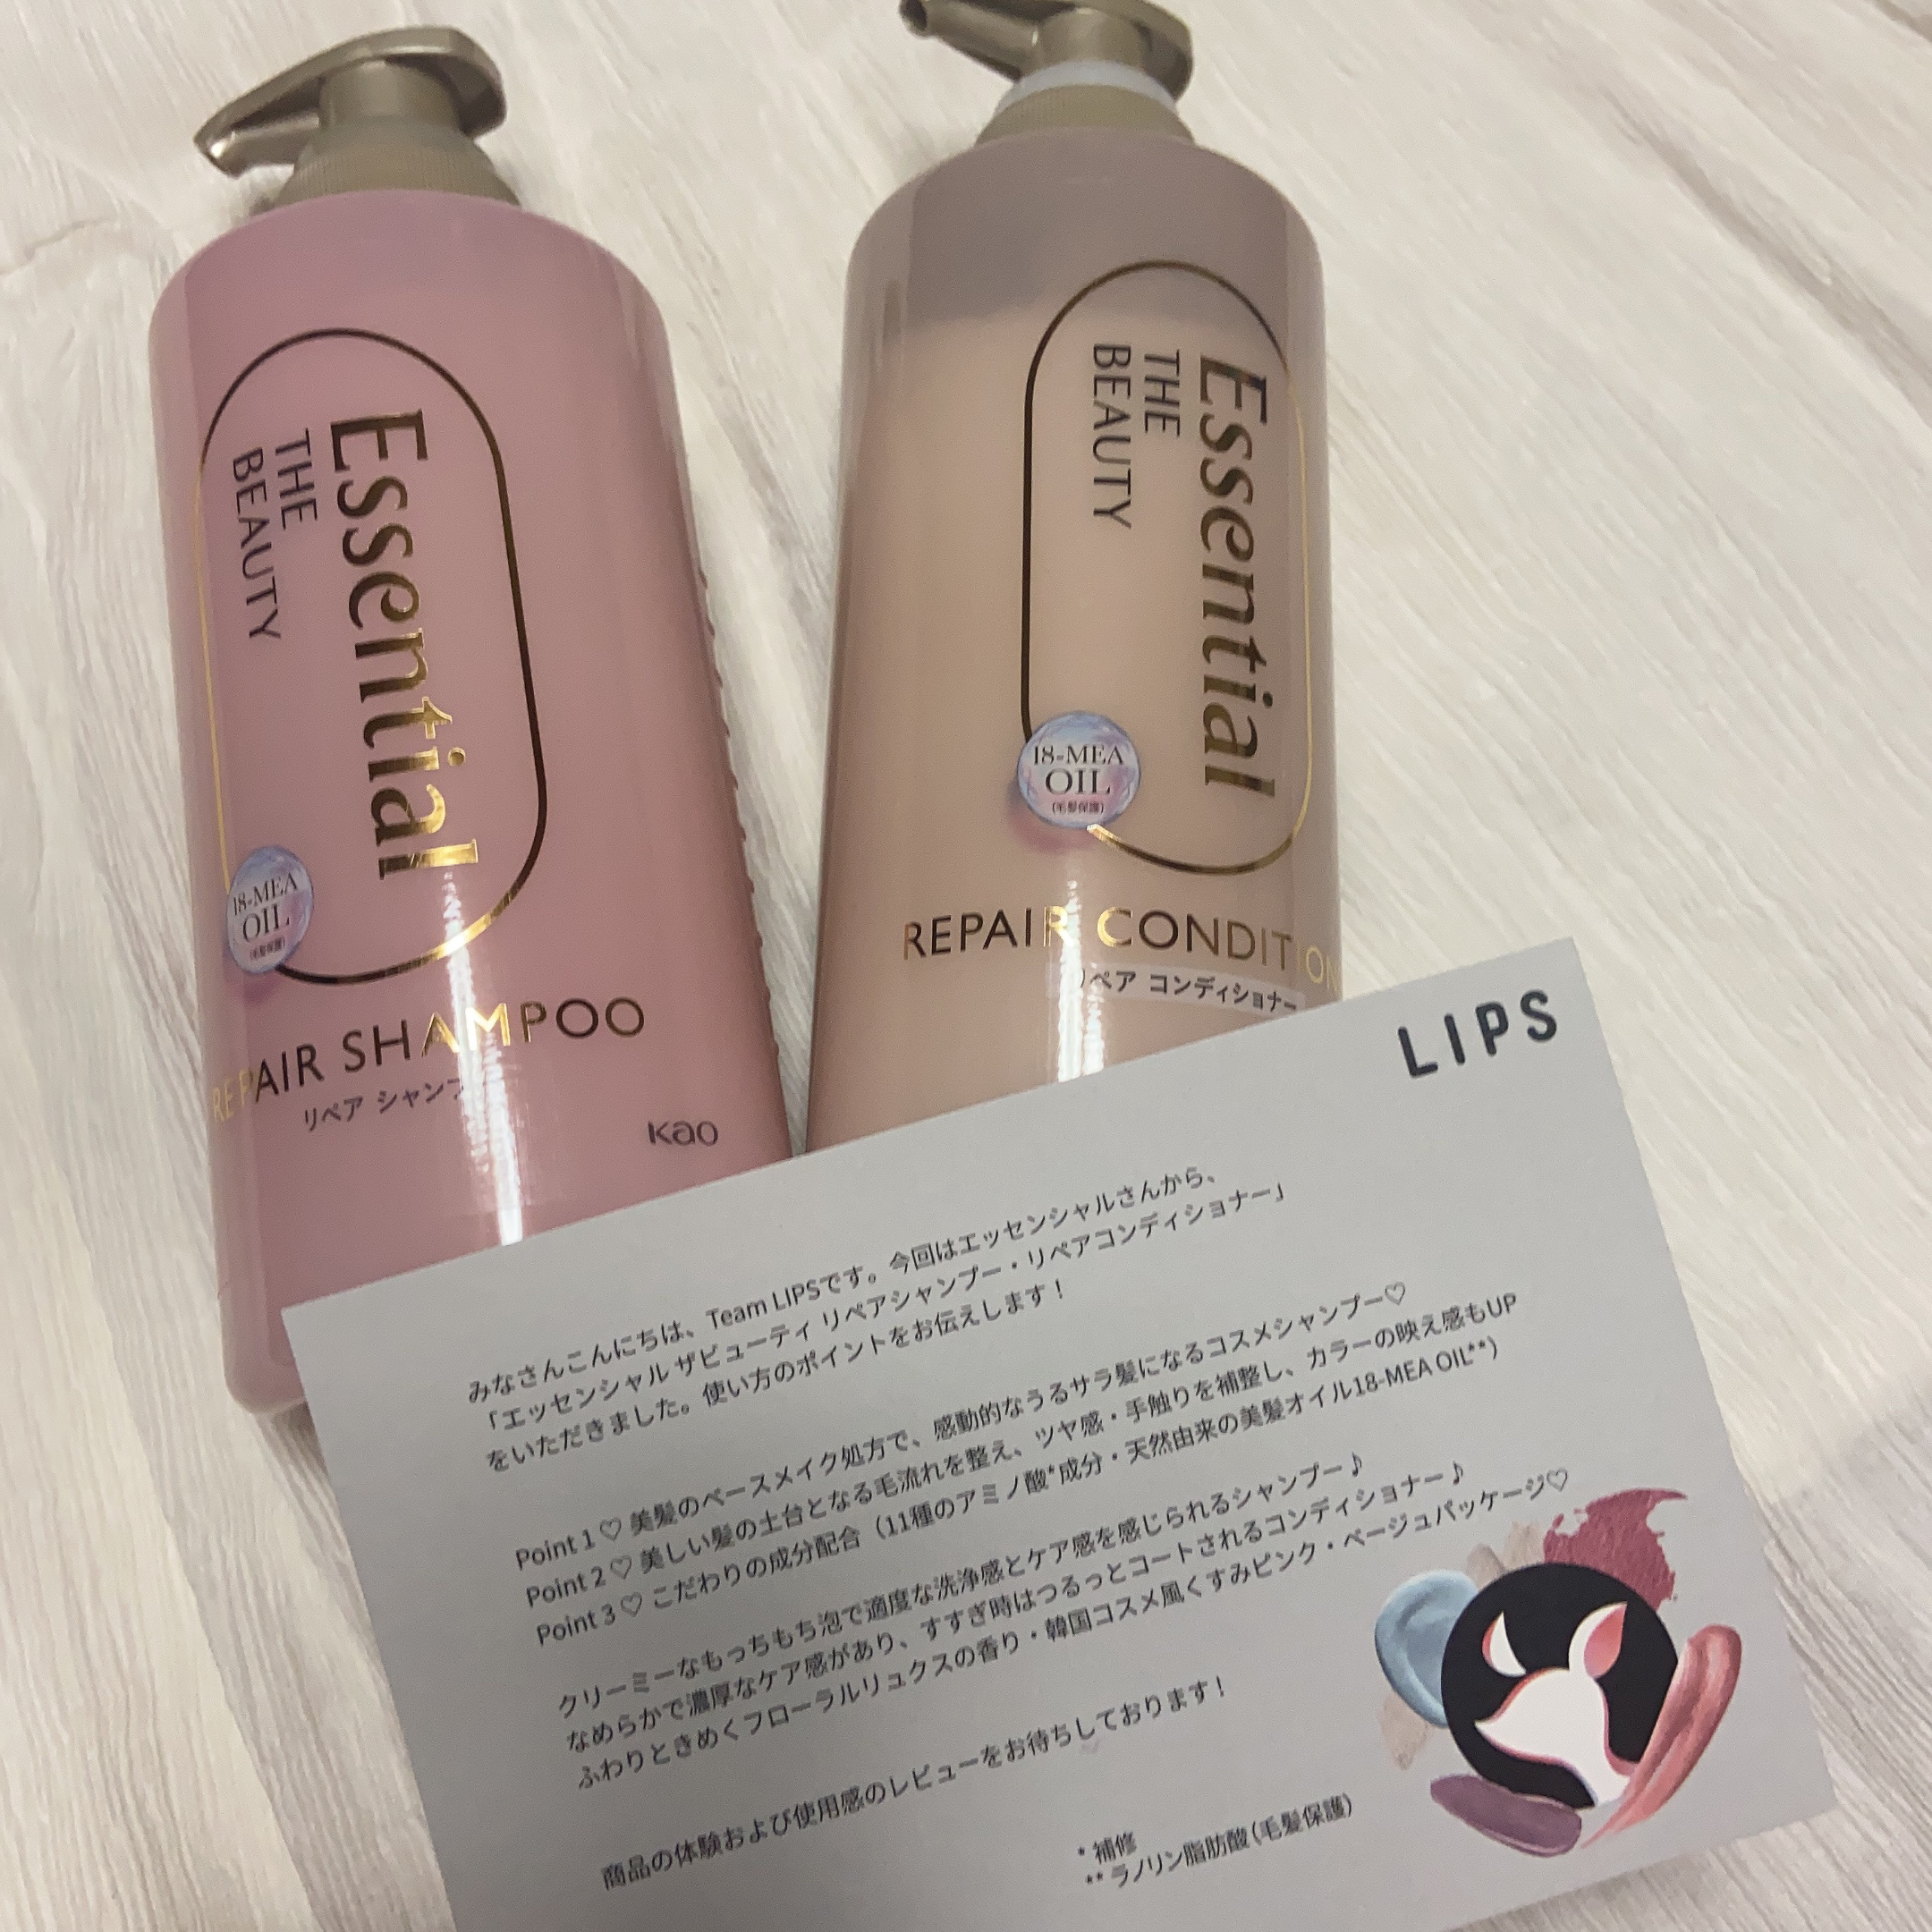 Essential
THE
BEAUTY
18-MEA
OIL
(毛髪保護)
REPAIR SHAMPOO
リペア シャンプ
Kao
Essential
THE
BEAUTY
18-MEA
OIL
(毛髪保護)
REPAIR CONDITION
リペア コンディショナー
LIPS
みなさんこんにちは、Team LIPSです。今回はエッセンシャルさんから、
「エッセンシャル ザビューティ リペアシャンプー・リペアコンディショナー」
をいただきました。使い方のポイントをお伝えします！
Point 1♡ 美髪のベースメイク処方で、感動的なうるサラ髪になるコスメシャンプー♡
Point 2♡ 美しい髪の土台となる毛流れを整え、ツヤ感・手触りを補整し、カラーの映え感もUP
Point 3♡ こだわりの成分配合（11種のアミノ酸*成分・天然由来の美髪オイル18-MEA OIL**）
クリーミーなもっちもち泡で適度な洗浄感とケア感を感じられるシャンプー♪
なめらかで濃厚なケア感があり、すすぎ時はつるっとコートされるコンディショナー♪
ふわりときめくフローラルリュクスの香り・韓国コスメ風くすみピンク・ベージュパッケージ♡
商品の体験および使用感のレビューをお待ちしております！
* 補修
** ラノリン脂肪酸（毛髪保護）